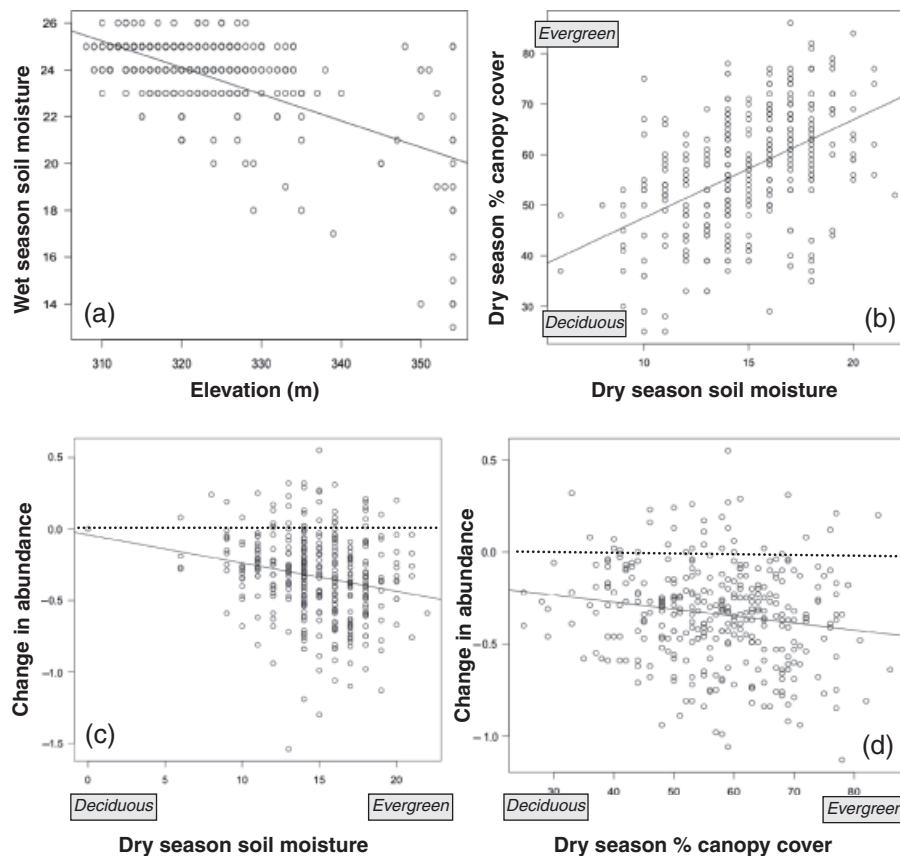 26
24
22
20
18
16
14
Wet season soil moisture
(a)
310 320 330 340 350
Elevation (m)
Evergreen
80
70
60
50
40
30
Dry season % canopy cover
Deciduous
(b)
10 15 20
Dry season soil moisture
0.5
0.0
−0.5
−1.0
−1.5
Change in abundance
(c)
0 5 10 15 20
Deciduous Evergreen
Dry season soil moisture
0.5
0.0
−0.5
−1.0
Change in abundance
(d)
30 40 50 60 70 80
Deciduous Evergreen
Dry season % canopy cover